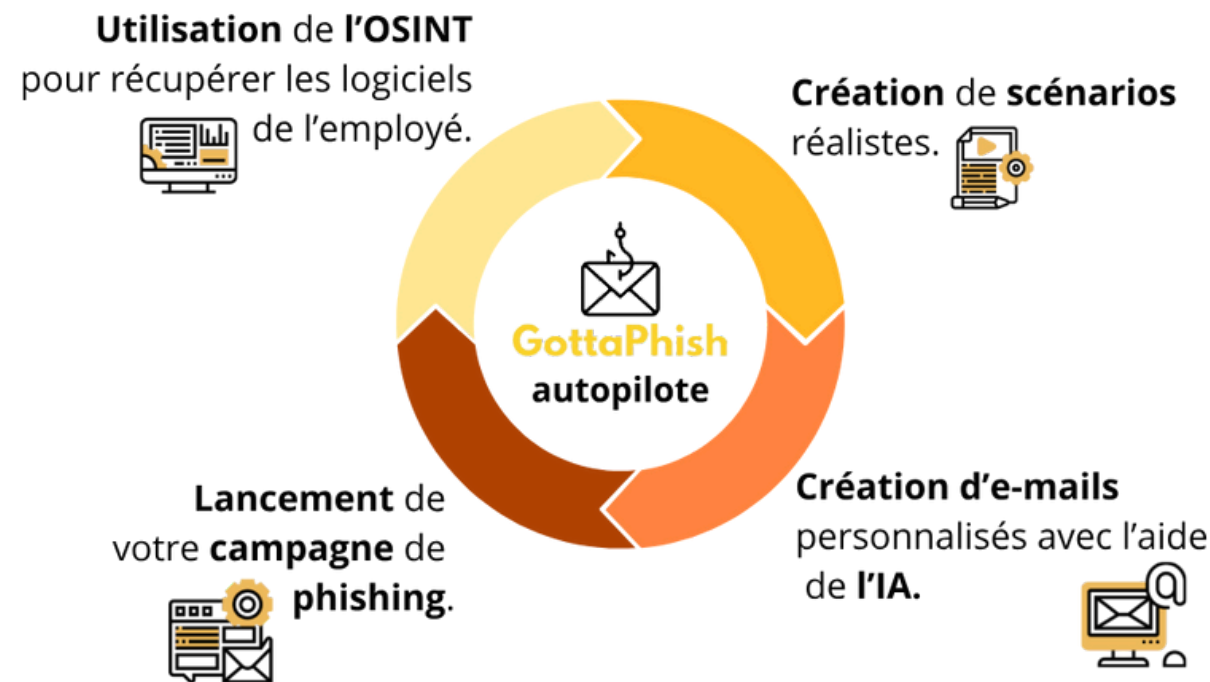 Utilisation de l'OSINT
pour récupérer les logiciels
de l'employé.
Création de scénarios
réalistes.
GottaPhish
autopilote
Création d'e-mails
personnalisés avec l'aide
de l'IA.
Lancement de
votre campagne de
phishing.